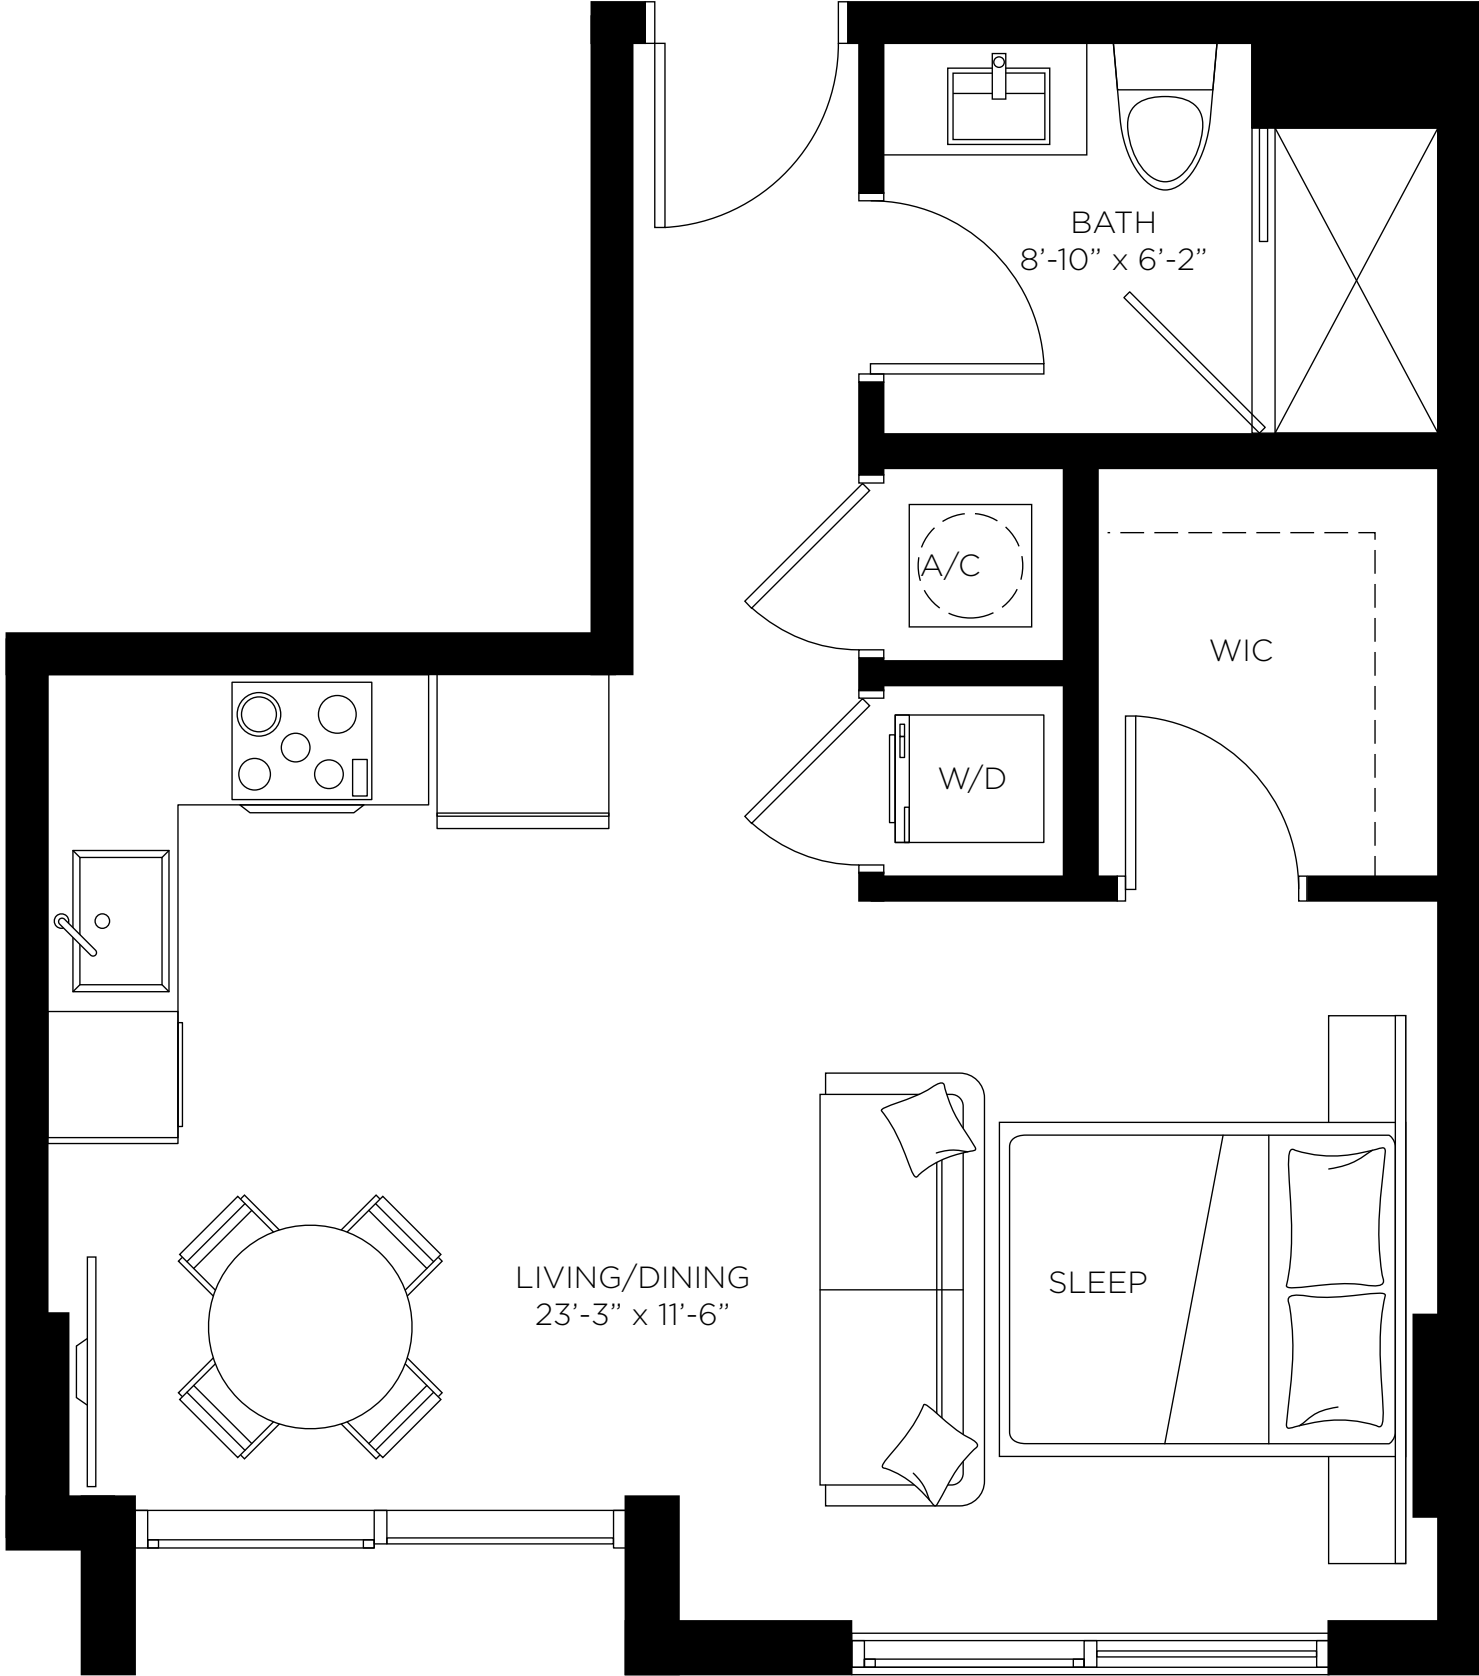 BATH
8’-10” x 6’-2”
A/C
WIC
W/D
LIVING/DINING
23’-3” x 11’-6”
SLEEP